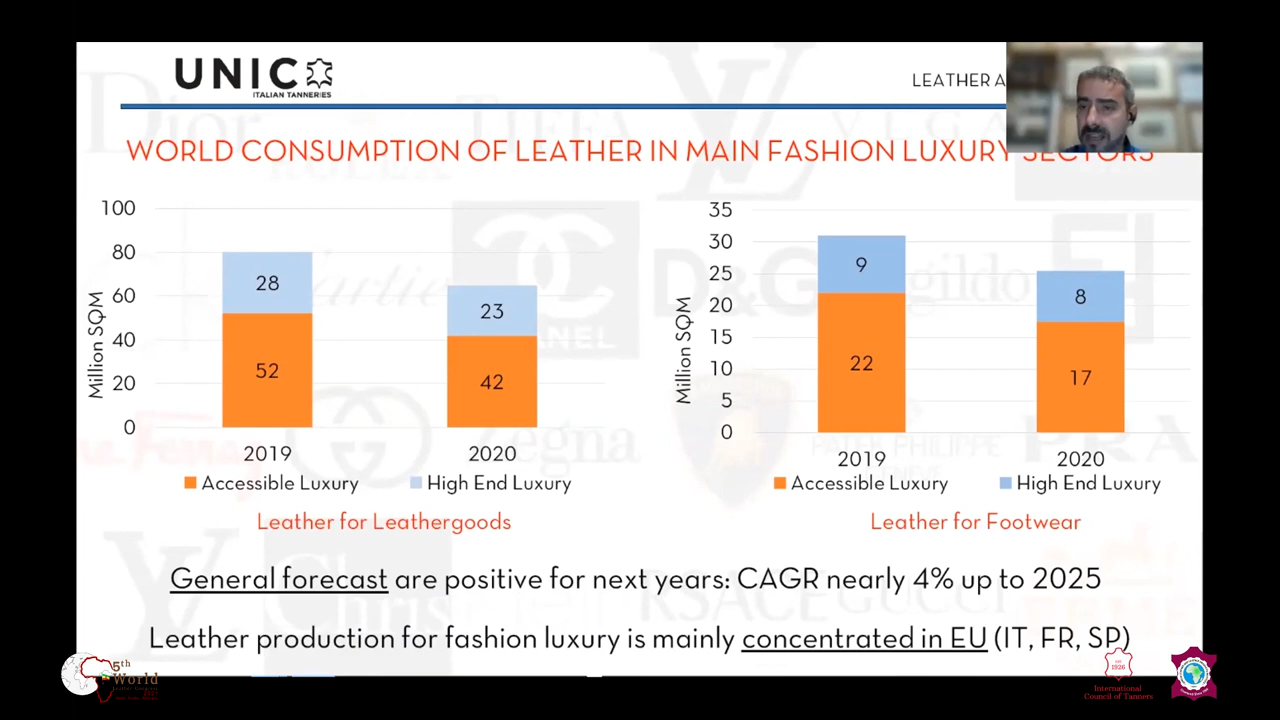 UNIC
ITALIAN TANNERIES
LEATHER A
WORLD CONSUMPTION OF LEATHER IN MAIN FASHION LUXURY SECTORS
100
80
60
40
20
0
Million SQM
28
52
23
42
2019
2020
Accessible Luxury
High End Luxury
Leather for Leathergoods
35
30
25
20
15
10
5
0
Million SQM
9
22
8
17
2019
2020
Accessible Luxury
High End Luxury
Leather for Footwear
General forecast are positive for next years: CAGR nearly 4% up to 2025
Leather production for fashion luxury is mainly concentrated in EU (IT, FR, SP)
5th
World
1926
International
Council of Tanners